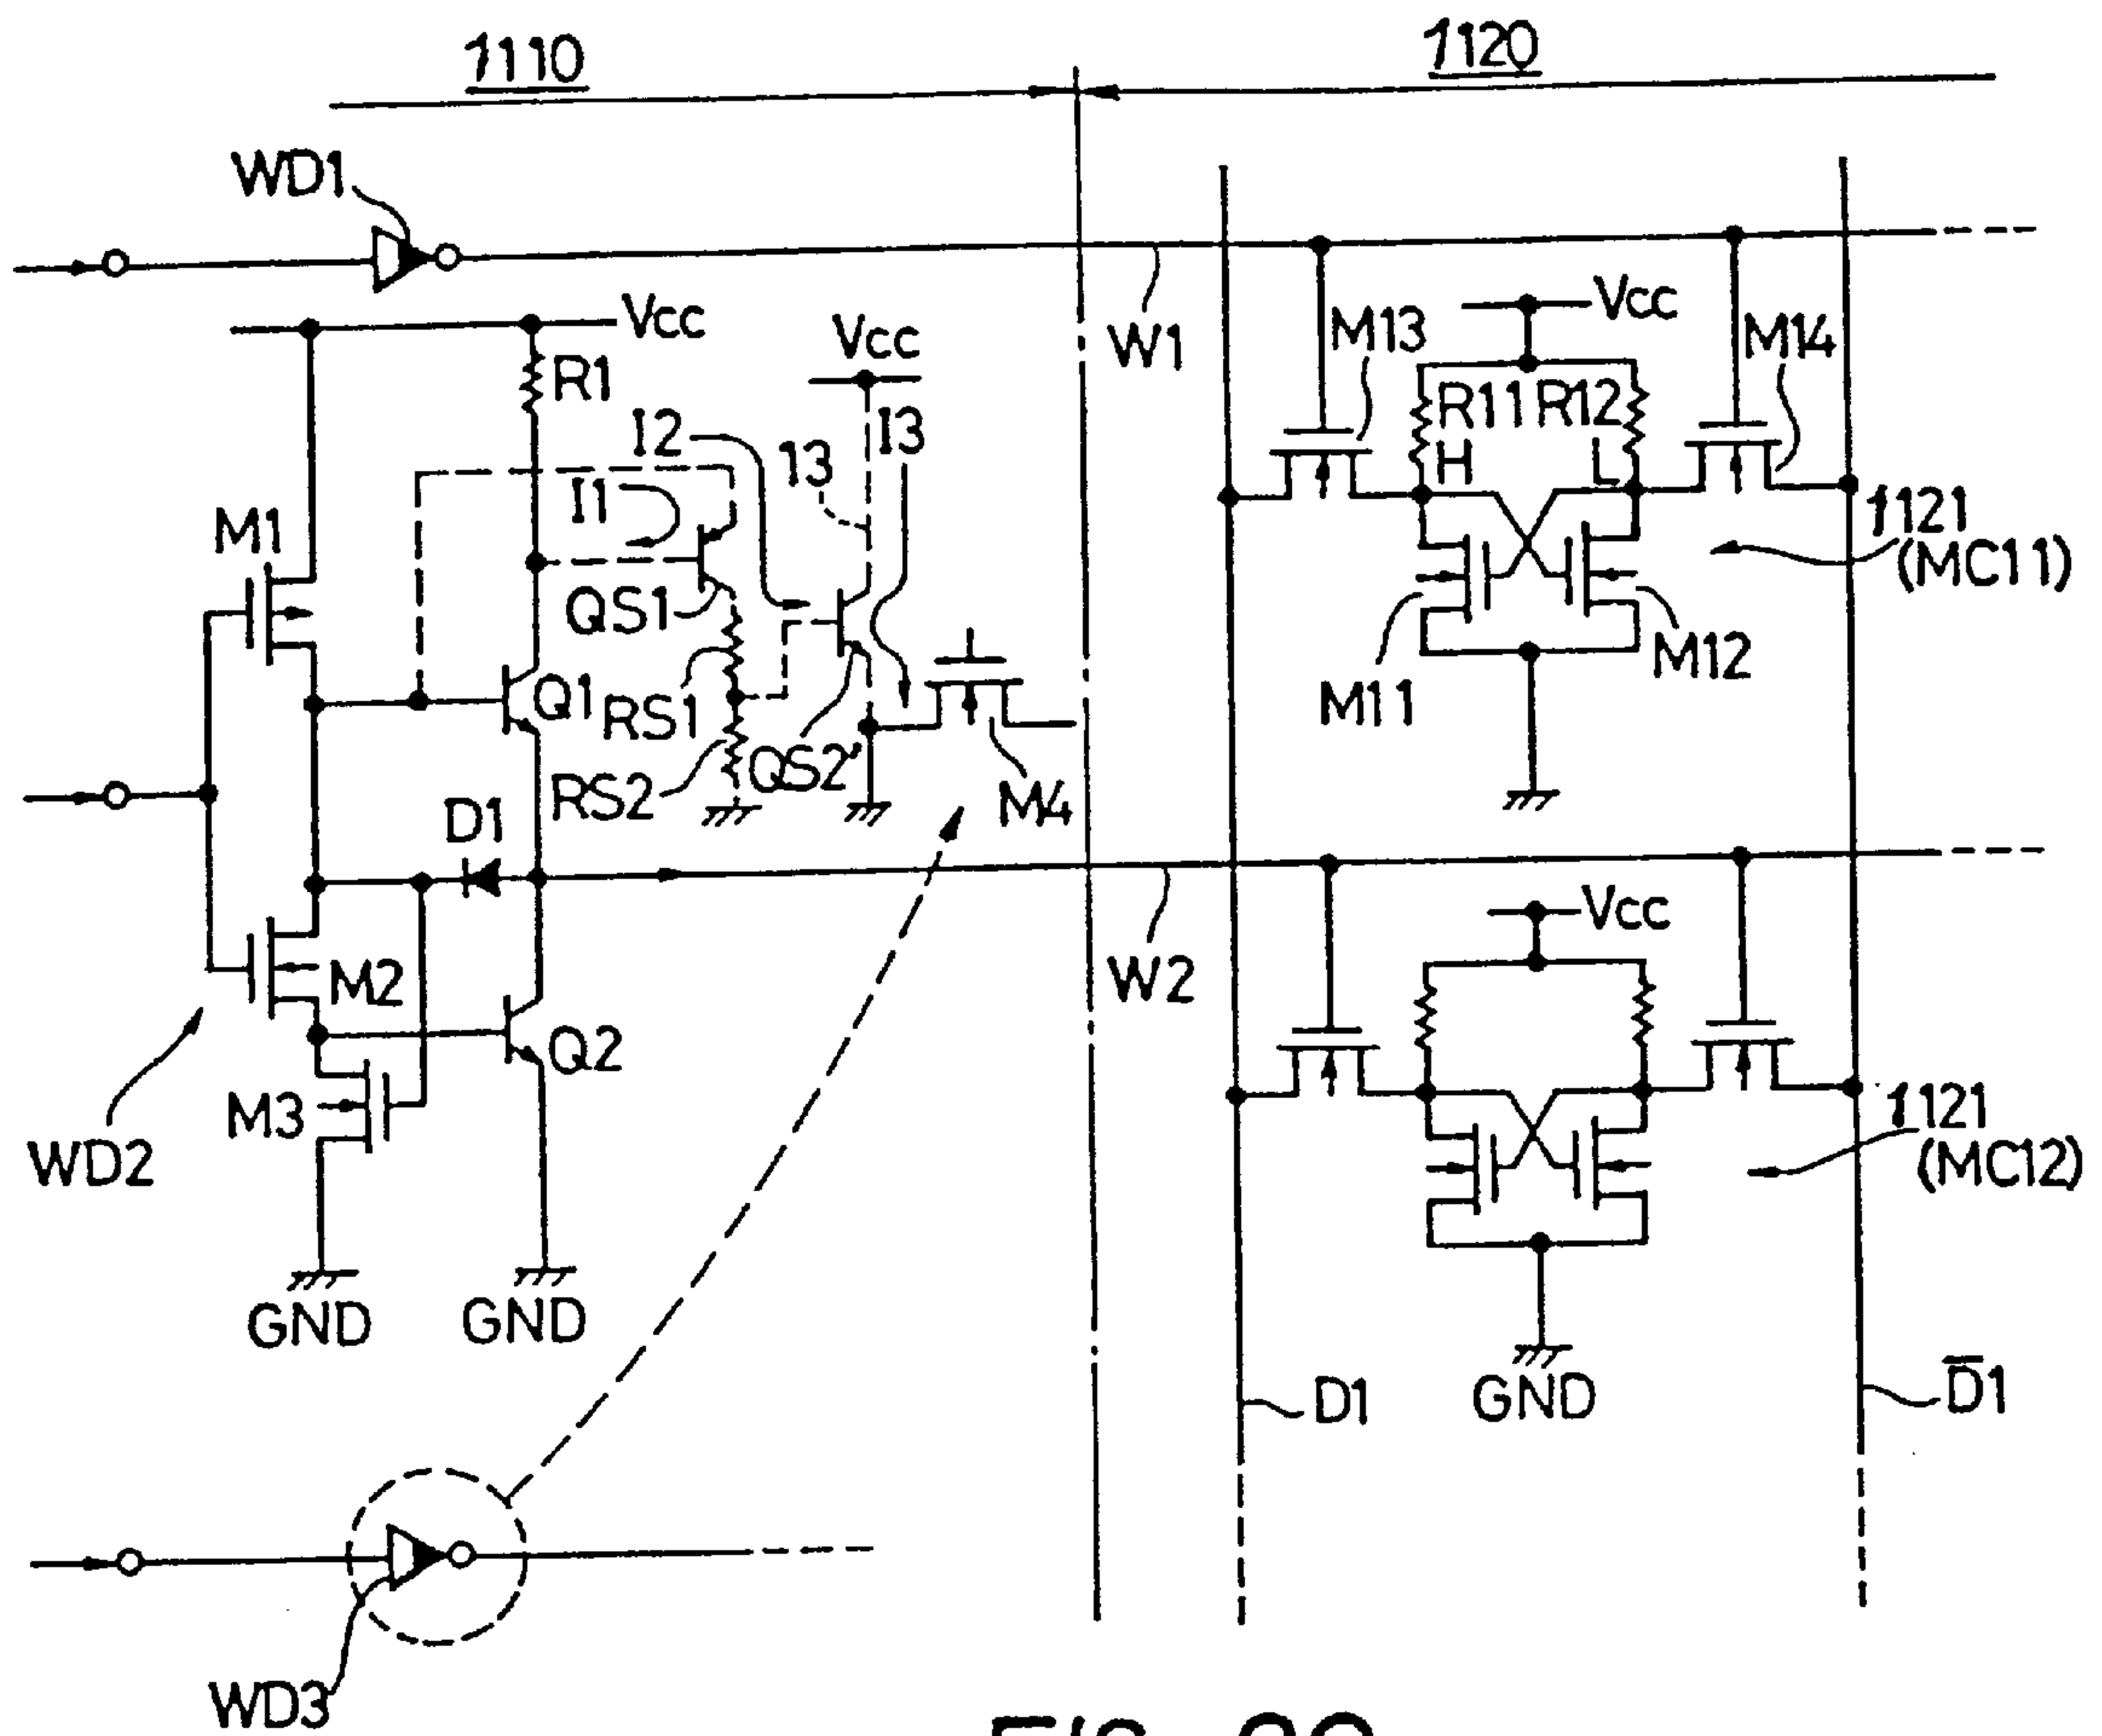 1110
1120
WD1
Vcc
Vcc
W1
M13
Vcc
M14
R1
I2
13
I3
R11
R12
H
L
I1
M1
QS1
1121
(MC11)
Q1
RS1
M11
M12
RS2
QS2
M4
D1
M2
W2
Vcc
Q2
M3
WD2
1121
(MC12)
GND
GND
D1
GND
D̅1
WD3